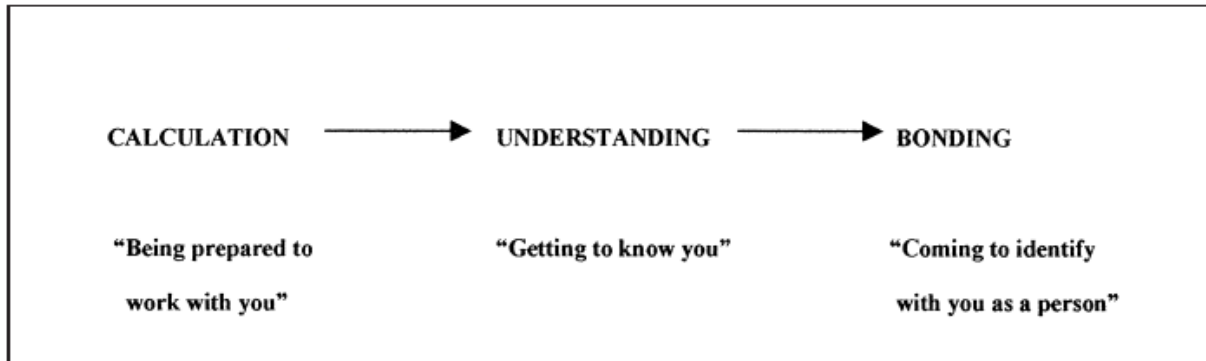 CALCULATION UNDERSTANDING BONDING
“Being prepared to “Getting to know you” “Coming to identify
work with you” with you as a person”